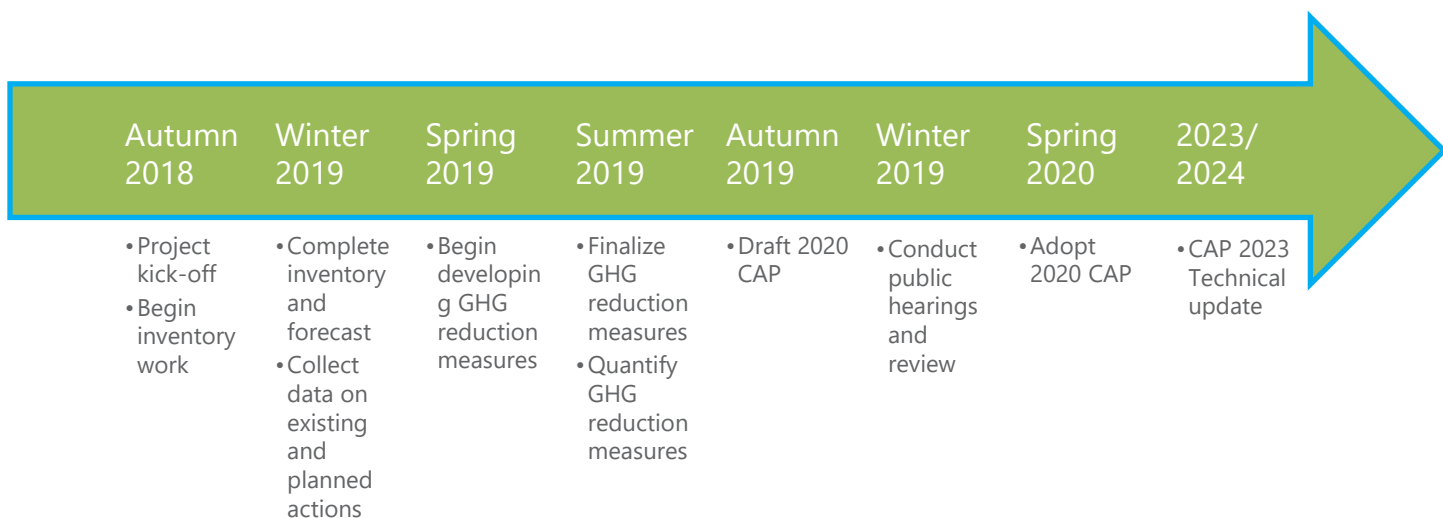 Autumn
2018
Winter
2019
Spring
2019
Summer
2019
Autumn
2019
Winter
2019
Spring
2020
2023/
2024
•Project
kick-off
•Begin
inventory
work
•Complete
inventory
and
forecast
•Collect
data on
existing
and
planned
actions
•Begin
developin
g GHG
reduction
measures
•Finalize
GHG
reduction
measures
•Quantify
GHG
reduction
measures
•Draft 2020
CAP
•Conduct
public
hearings
and
review
•Adopt
2020 CAP
•CAP 2023
Technical
update